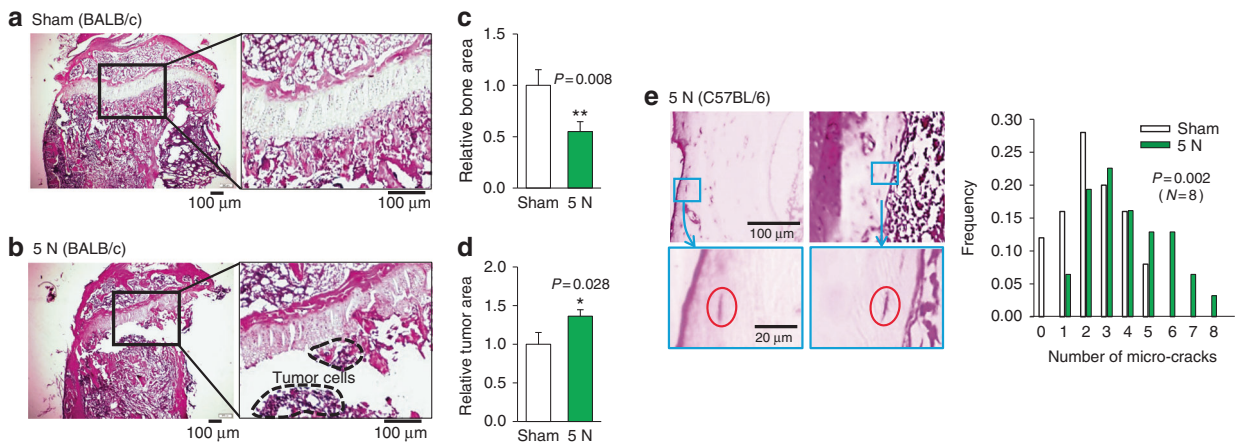 a Sham (BALB/c)
100 μm
100 μm
b 5 N (BALB/c)
Tumor cells
100 μm
100 μm
c
Relative bone area
1.5
1.0
0.5
0.0
P=0.008
**
Sham 5 N
d
Relative tumor area
2.0
1.5
1.0
0.5
0.0
P=0.028
*
Sham 5 N
e 5 N (C57BL/6)
100 μm
20 μm
Frequency
0.30
0.25
0.20
0.15
0.10
0.05
0.00
Sham
5 N
P=0.002
(N=8)
0 1 2 3 4 5 6 7 8
Number of micro-cracks